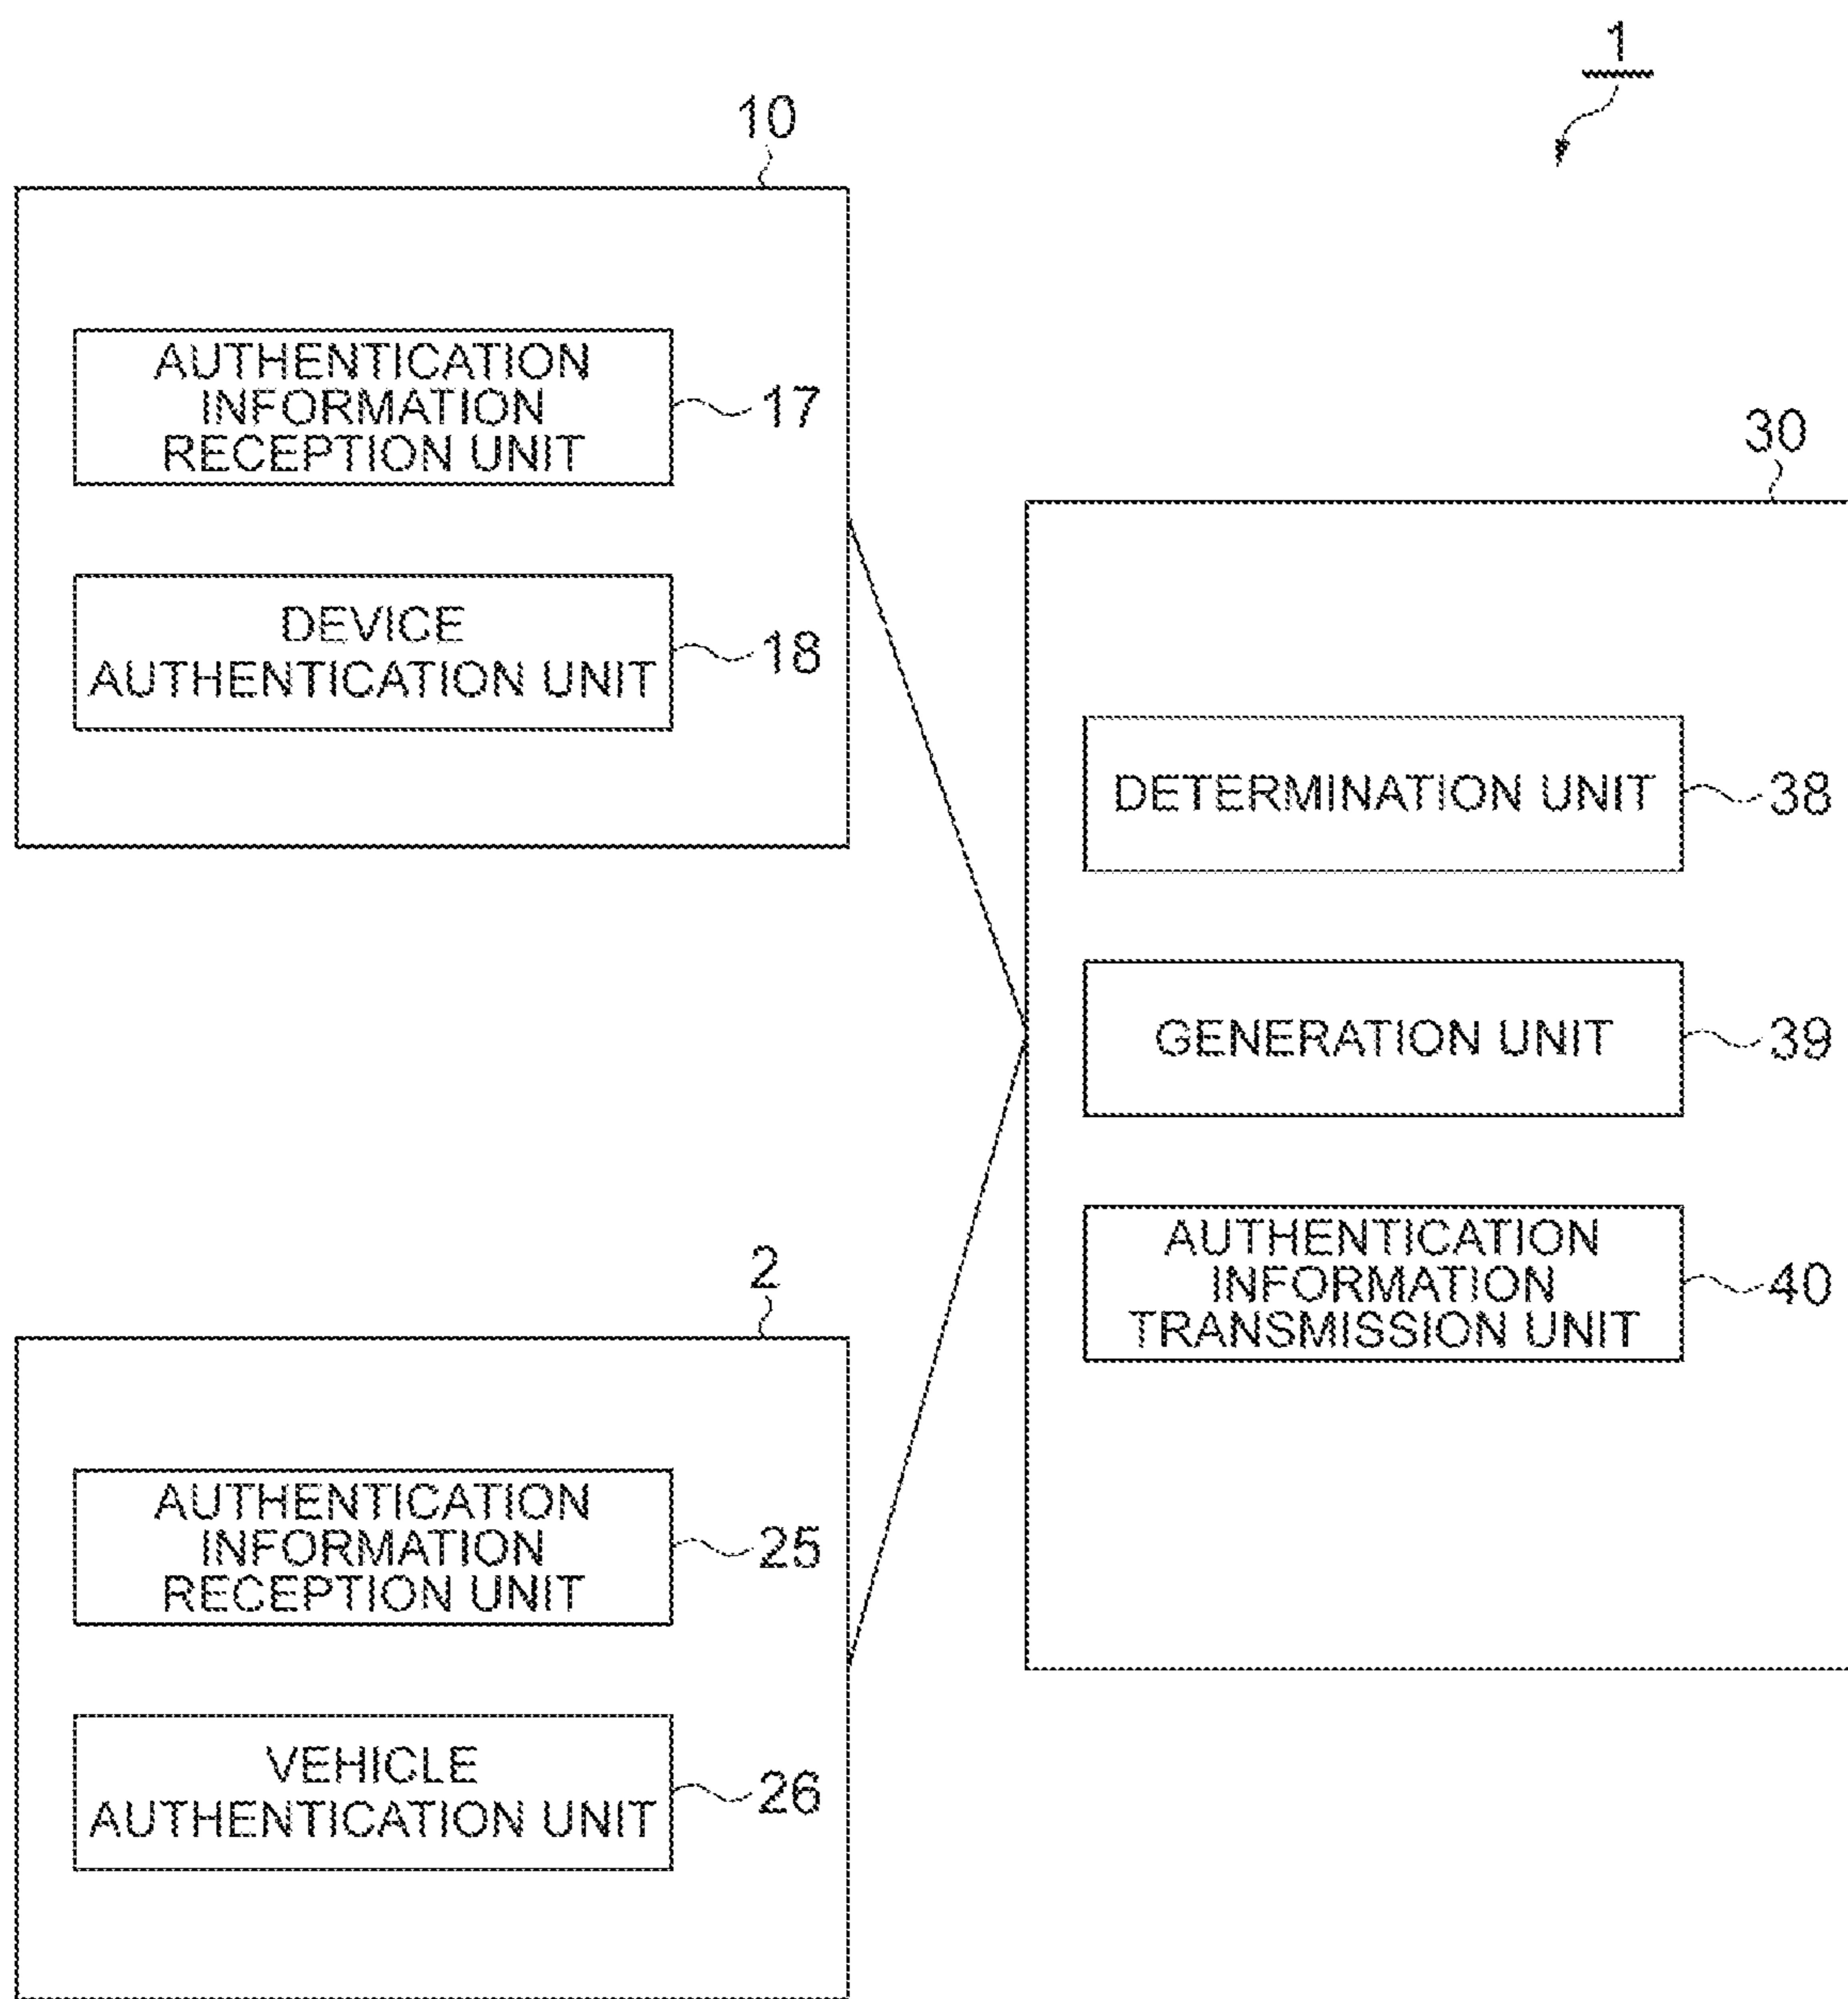 1
10
AUTHENTICATION
INFORMATION
RECEPTION UNIT
17
DEVICE
AUTHENTICATION UNIT
18
30
DETERMINATION UNIT
38
GENERATION UNIT
39
AUTHENTICATION
INFORMATION
TRANSMISSION UNIT
40
2
AUTHENTICATION
INFORMATION
RECEPTION UNIT
25
VEHICLE
AUTHENTICATION UNIT
26